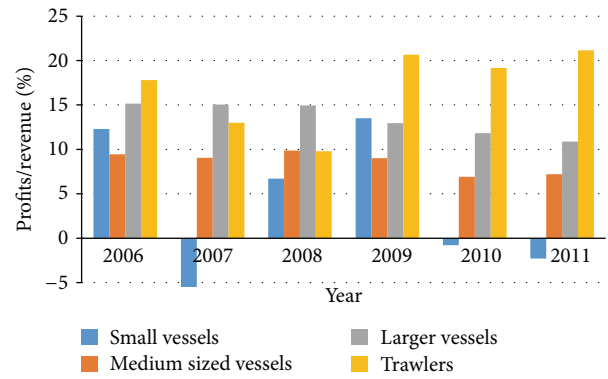 Profits/revenue (%)
25
20
15
10
5
0
−5
2006 2007 2008 2009 2010 2011
Year
Small vessels Larger vessels
Medium sized vessels Trawlers